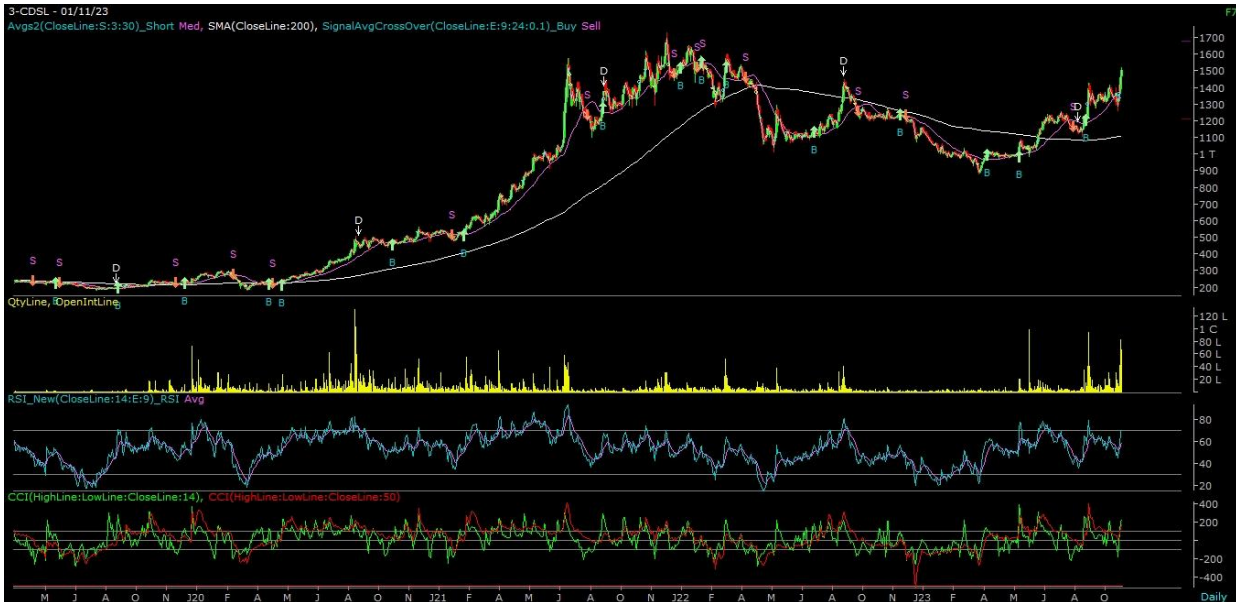 3-CDSL - 01/11/23
F7
Avgs2(CloseLine:S:3:30)_Short Med, SMA(CloseLine:200), SignalAvgCrossOver(CloseLine:E:9:24:0.1)_Buy Sell
1700
1600
1500
1400
1300
1200
1100
1 T
900
800
700
600
500
400
300
200
S S D S S S D S S D S S S S D S S S D
B B B B B B B B B B B B B B B B
QtyLine, OpenIntLine
120 L
1 C
80 L
60 L
40 L
20 L
RSI_New(CloseLine:14:E:9)_RSI Avg
80
60
40
20
CCI(HighLine:LowLine:CloseLine:14), CCI(HighLine:LowLine:CloseLine:50)
400
200
-200
-400
M J A O J20 F M J A O J21 F A M J A O J22 F A M J A O J23 F A M J A O Daily